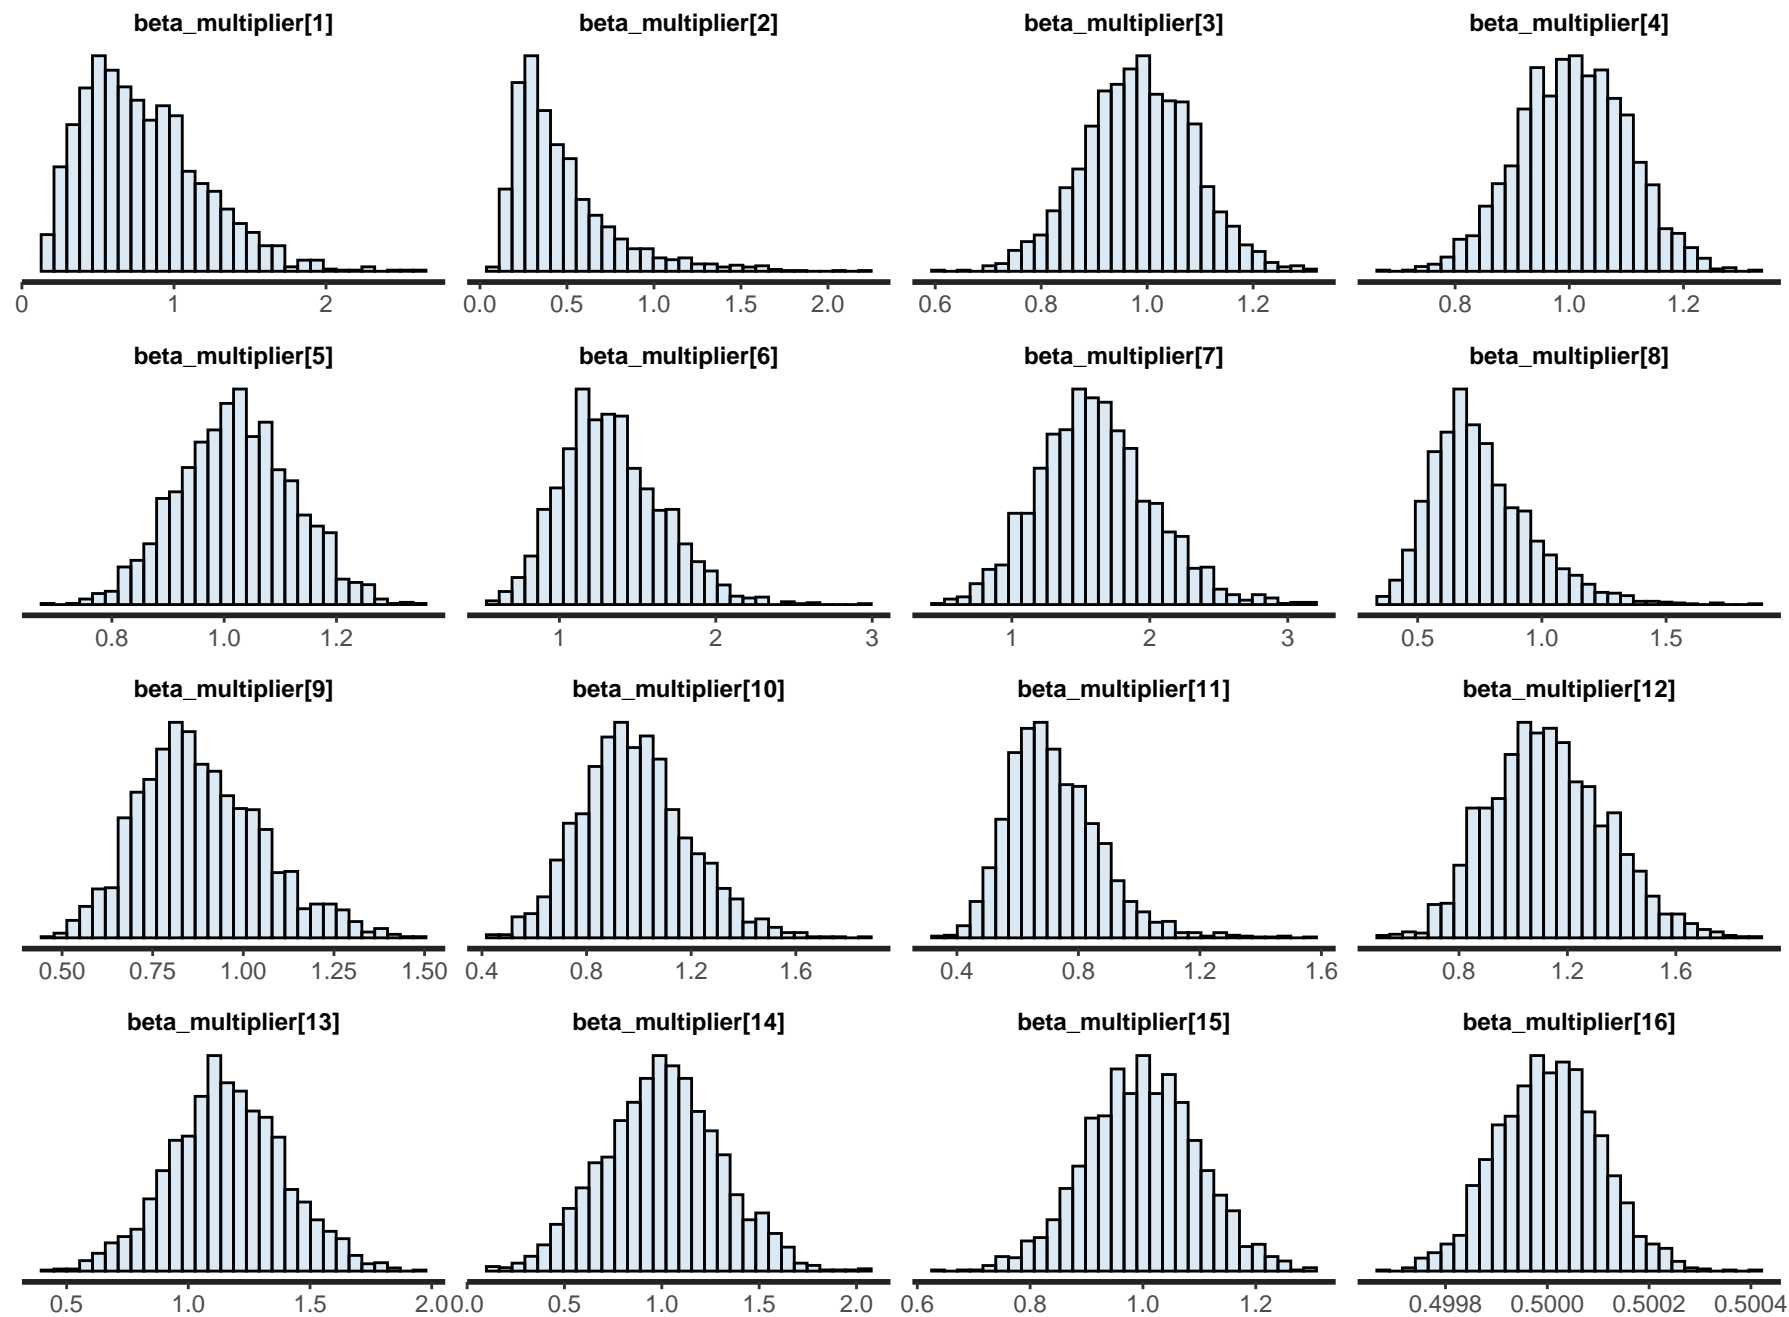 beta_multiplier[1] beta_multiplier[2] beta_multiplier[3] beta_multiplier[4]
0 1 2 0.0 0.5 1.0 1.5 2.0 0.6 0.8 1.0 1.2 0.8 1.0 1.2
beta_multiplier[5] beta_multiplier[6] beta_multiplier[7] beta_multiplier[8]
0.8 1.0 1.2 1 2 3 1 2 3 0.5 1.0 1.5
beta_multiplier[9] beta_multiplier[10] beta_multiplier[11] beta_multiplier[12]
0.50 0.75 1.00 1.25 1.50 0.4 0.8 1.2 1.6 0.4 0.8 1.2 1.6 0.8 1.2 1.6
beta_multiplier[13] beta_multiplier[14] beta_multiplier[15] beta_multiplier[16]
0.5 1.0 1.5 2.0 0.0 0.5 1.0 1.5 2.0 0.6 0.8 1.0 1.2 0.4998 0.5000 0.5002 0.5004